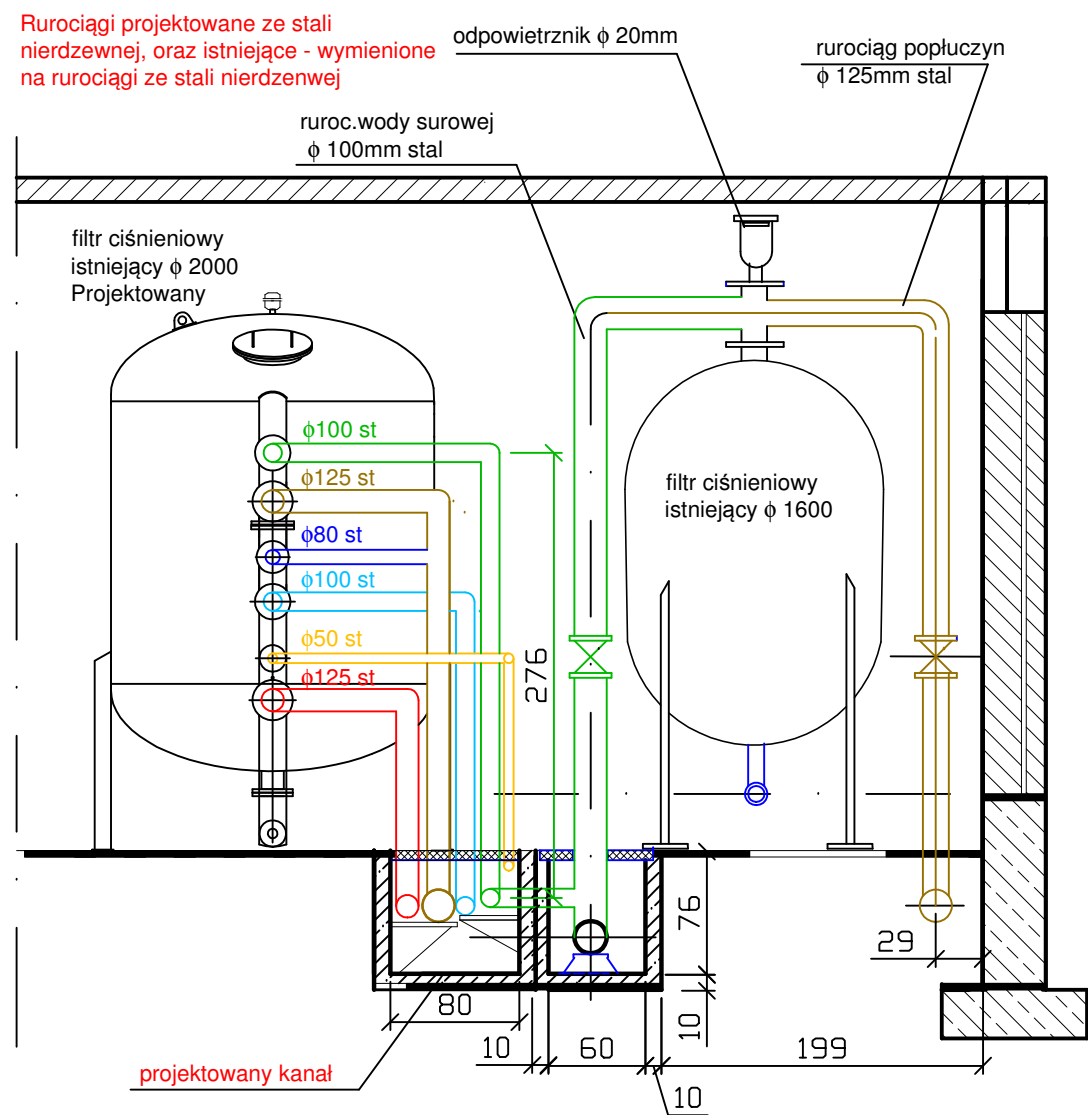 Rurociągi projektowane ze stali
nierdzewnej, oraz istniejące - wymienione
na rurociągi ze stali nierdzenwej
odpowietrznik ϕ 20mm
rurociąg popłuczyn
ϕ 125mm stal
ruroc.wody surowej
ϕ 100mm stal
filtr ciśnieniowy
istniejący ϕ 2000
Projektowany
ϕ100 st
ϕ125 st
ϕ80 st
ϕ100 st
ϕ50 st
ϕ125 st
276
filtr ciśnieniowy
istniejący ϕ 1600
76
29
80
10
60
10
199
10
projektowany kanał